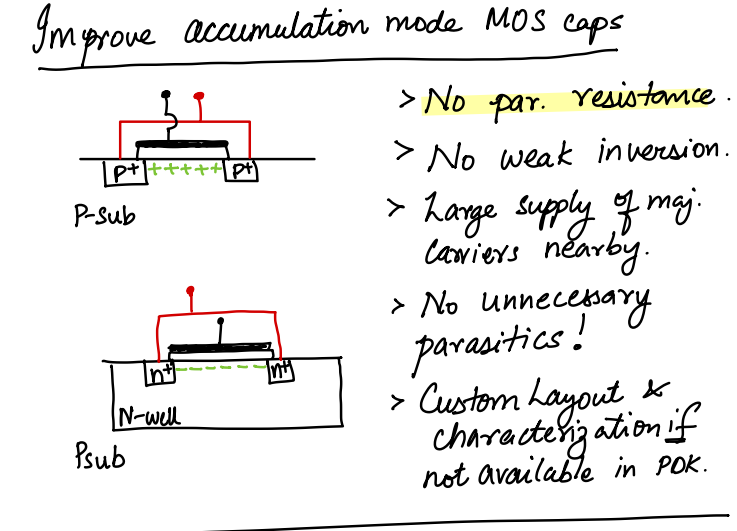 Improve accumulation mode MOS caps
> No par. resistance.
> No weak inversion.
> Large supply of maj.
carriers nearby.
> No unnecessary
parasitics!
> Custom Layout &
characterization if
not available in PDK.
p+ +++++ p+
P-sub
n+ ------ n+
N-well
Psub